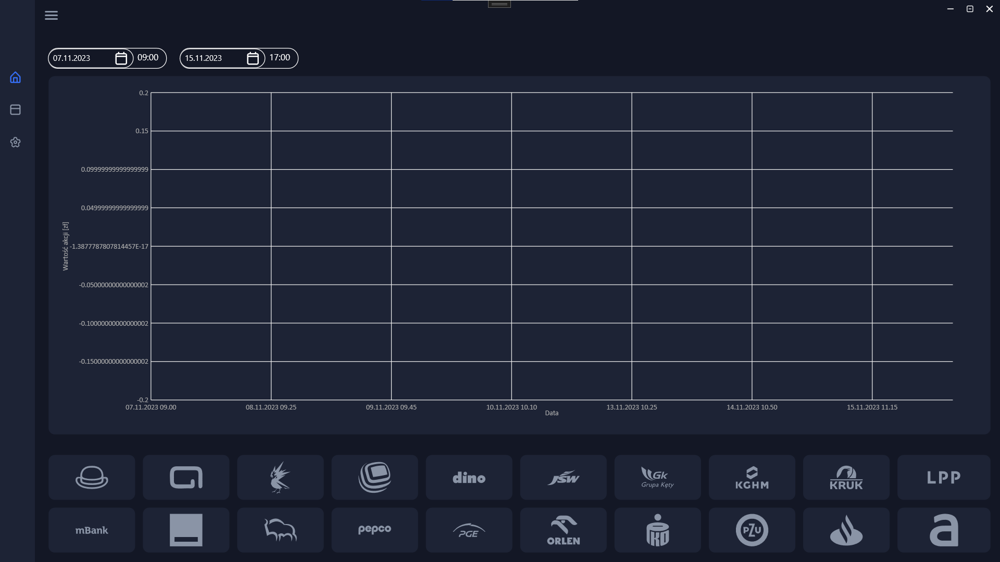 07.11.2023 09:00 15.11.2023 17:00
0.2
0.15
0.09999999999999999
0.04999999999999999
-1.3877787807814457E-17
-0.05000000000000002
-0.10000000000000002
-0.15000000000000002
-0.2
Wartość akcji [zł]
07.11.2023 09.00 08.11.2023 09.25 09.11.2023 09.45 10.11.2023 10.10 13.11.2023 10.25 14.11.2023 10.50 15.11.2023 11.15
Data
dino JSW Gk Grupa Kęty KGHM KRUK LPP
mBank pepco PGE ORLEN PKO PZU a